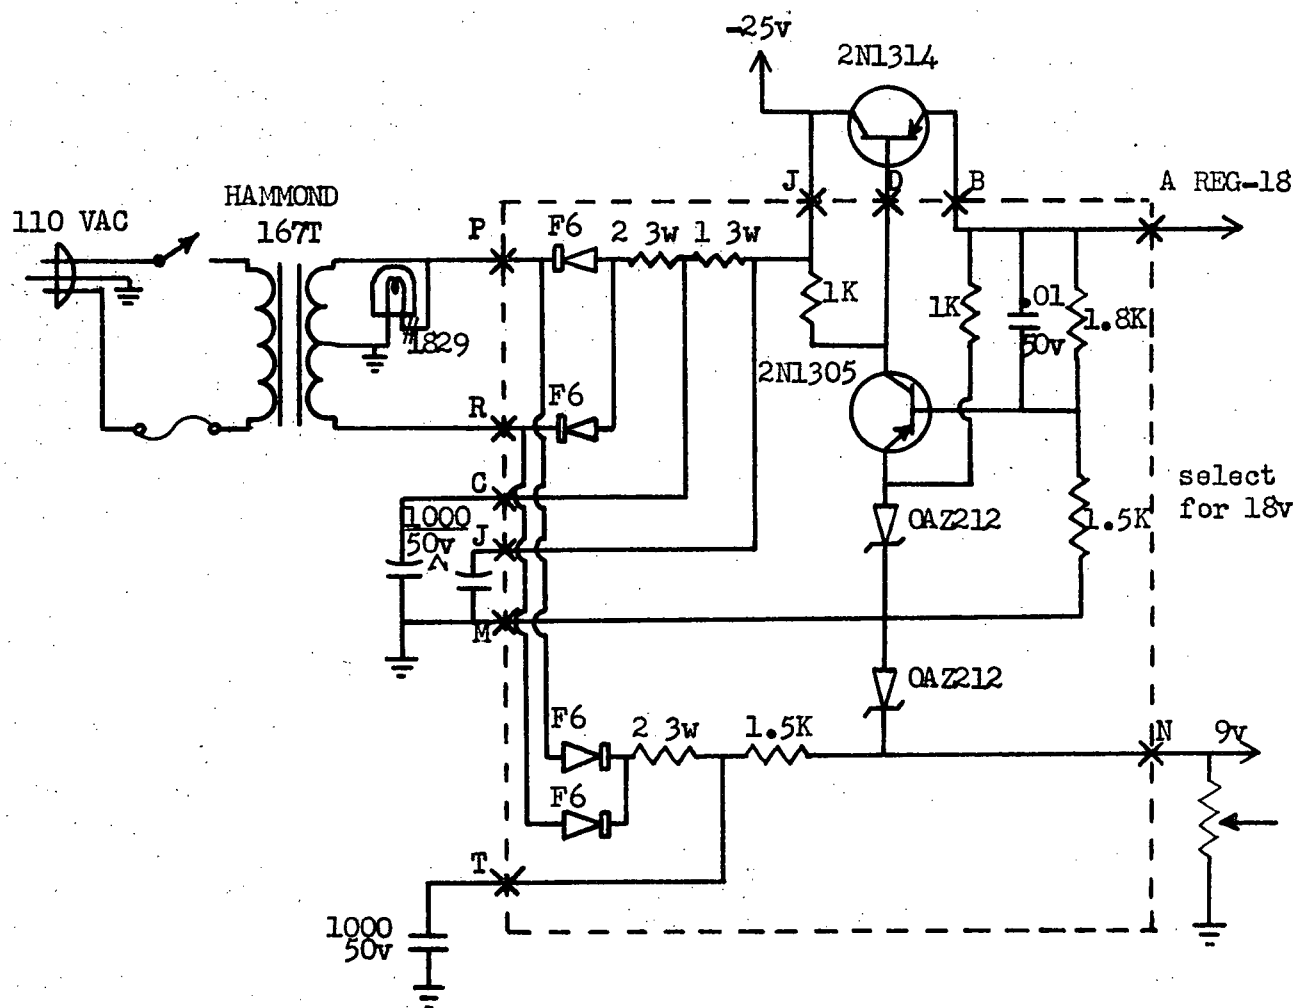 -25v
2N1314
HAMMOND
167T
110 VAC
P
F6
2 3w
1 3w
J
D
B
A REG-18
1K
1K
.01
50v
1.8K
#1829
2N1305
R
F6
C
1000
50v
J
OAZ212
1.5K
select
for 18v
M
OAZ212
F6
2 3w
1.5K
N
9v
F6
T
1000
50v